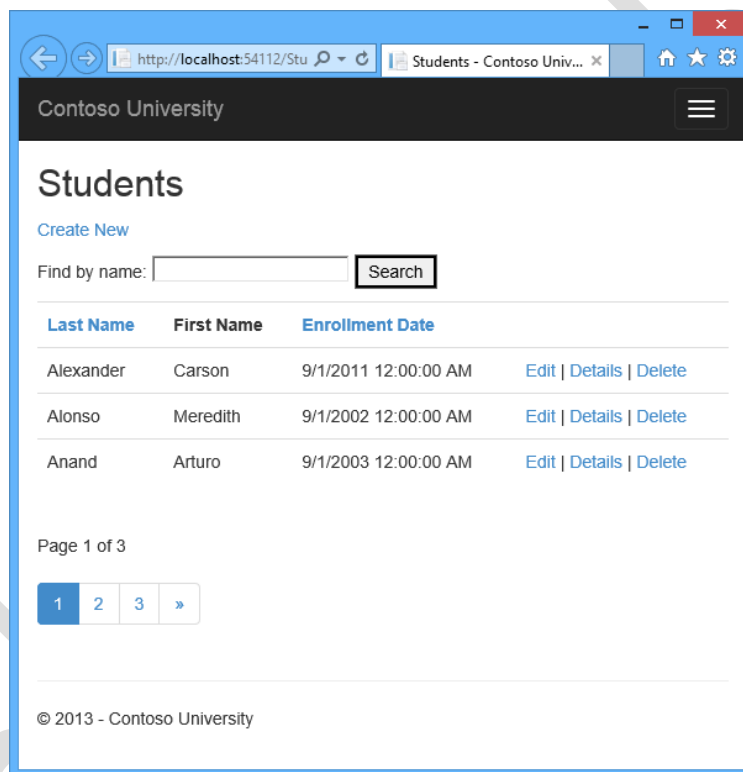 http://localhost:54112/Stu
Students - Contoso Univ...
Contoso University
Students
Create New
Find by name:
Search
Last Name First Name Enrollment Date
Alexander Carson 9/1/2011 12:00:00 AM Edit | Details | Delete
Alonso Meredith 9/1/2002 12:00:00 AM Edit | Details | Delete
Anand Arturo 9/1/2003 12:00:00 AM Edit | Details | Delete
Page 1 of 3
1 2 3 »
© 2013 - Contoso University